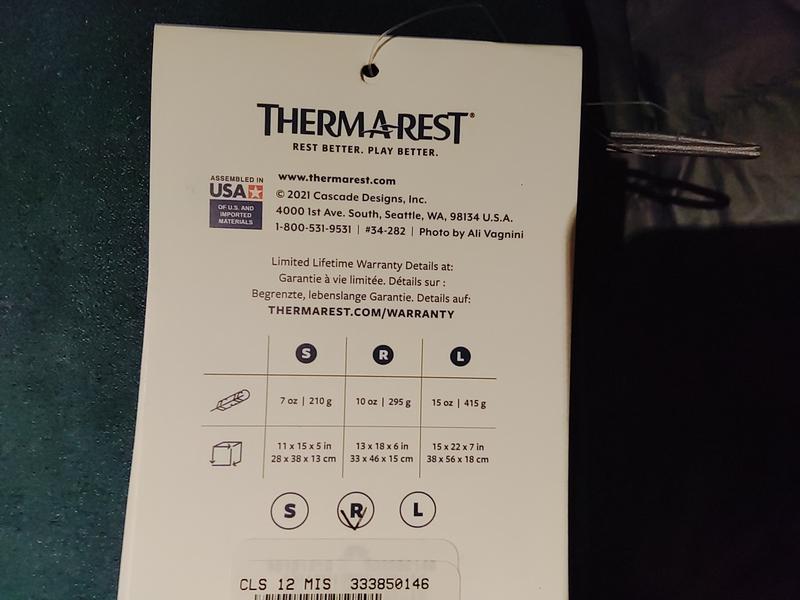 THERMAREST®
REST BETTER. PLAY BETTER.
ASSEMBLED IN
USA
OF U.S. AND
IMPORTED
MATERIALS
www.thermarest.com
© 2021 Cascade Designs, Inc.
4000 1st Ave. South, Seattle, WA, 98134 U.S.A.
1-800-531-9531 | #34-282 | Photo by Ali Vagnini
Limited Lifetime Warranty Details at:
Garantie à vie limitée. Détails sur :
Begrenzte, lebenslange Garantie. Details auf:
THERMAREST.COM/WARRANTY
S R L
7 oz | 210 g 10 oz | 295 g 15 oz | 415 g
11 x 15 x 5 in 13 x 18 x 6 in 15 x 22 x 7 in
28 x 38 x 13 cm 33 x 46 x 15 cm 38 x 56 x 18 cm
S R L
CLS 12 MIS 333850146